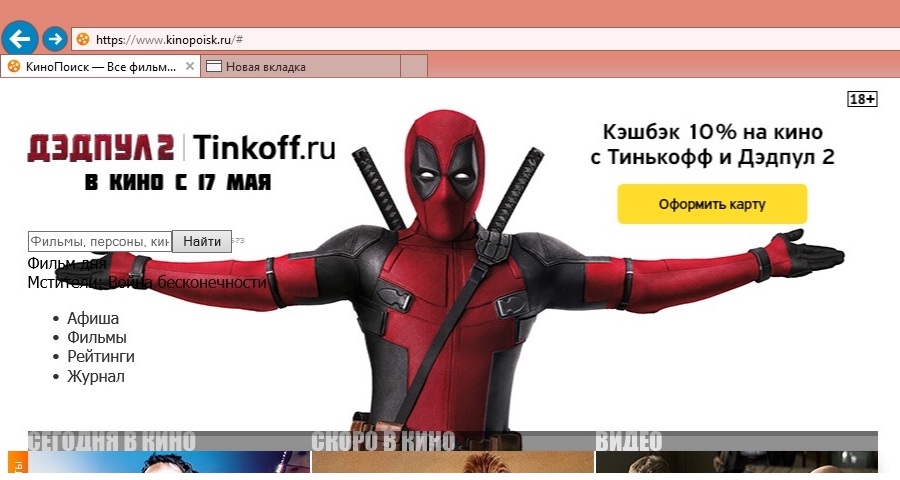 https://www.kinopoisk.ru/#
КиноПоиск — Все фильм...
Новая вкладка
18+
ДЭДПУЛ 2 Tinkoff.ru
В КИНО С 17 МАЯ
Кэшбэк 10% на кино
с Тинькофф и Дэдпул 2
Оформить карту
Фильмы, персоны, кин
Найти
Фильм дня
Мстители: Война бесконечности
• Афиша
• Фильмы
• Рейтинги
• Журнал
СЕГОДНЯ В КИНО СКОРО В КИНО ВИДЕО